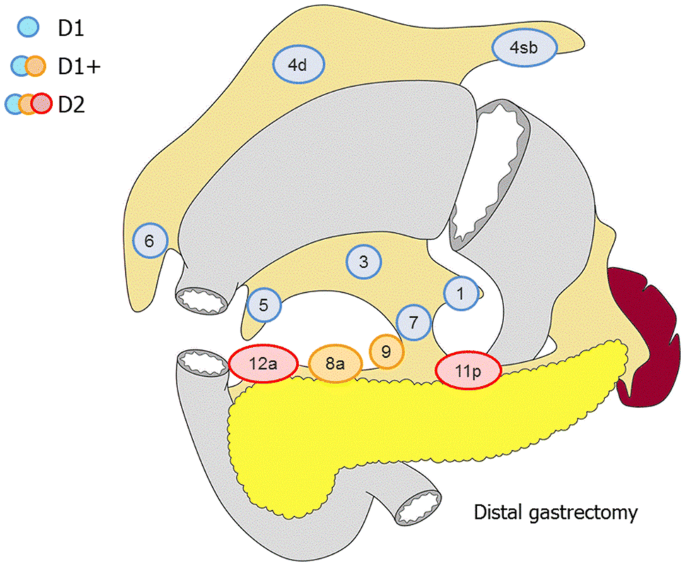 D1
D1+
D2
4d
4sb
6
3
5
1
7
9
12a
8a
11p
Distal gastrectomy